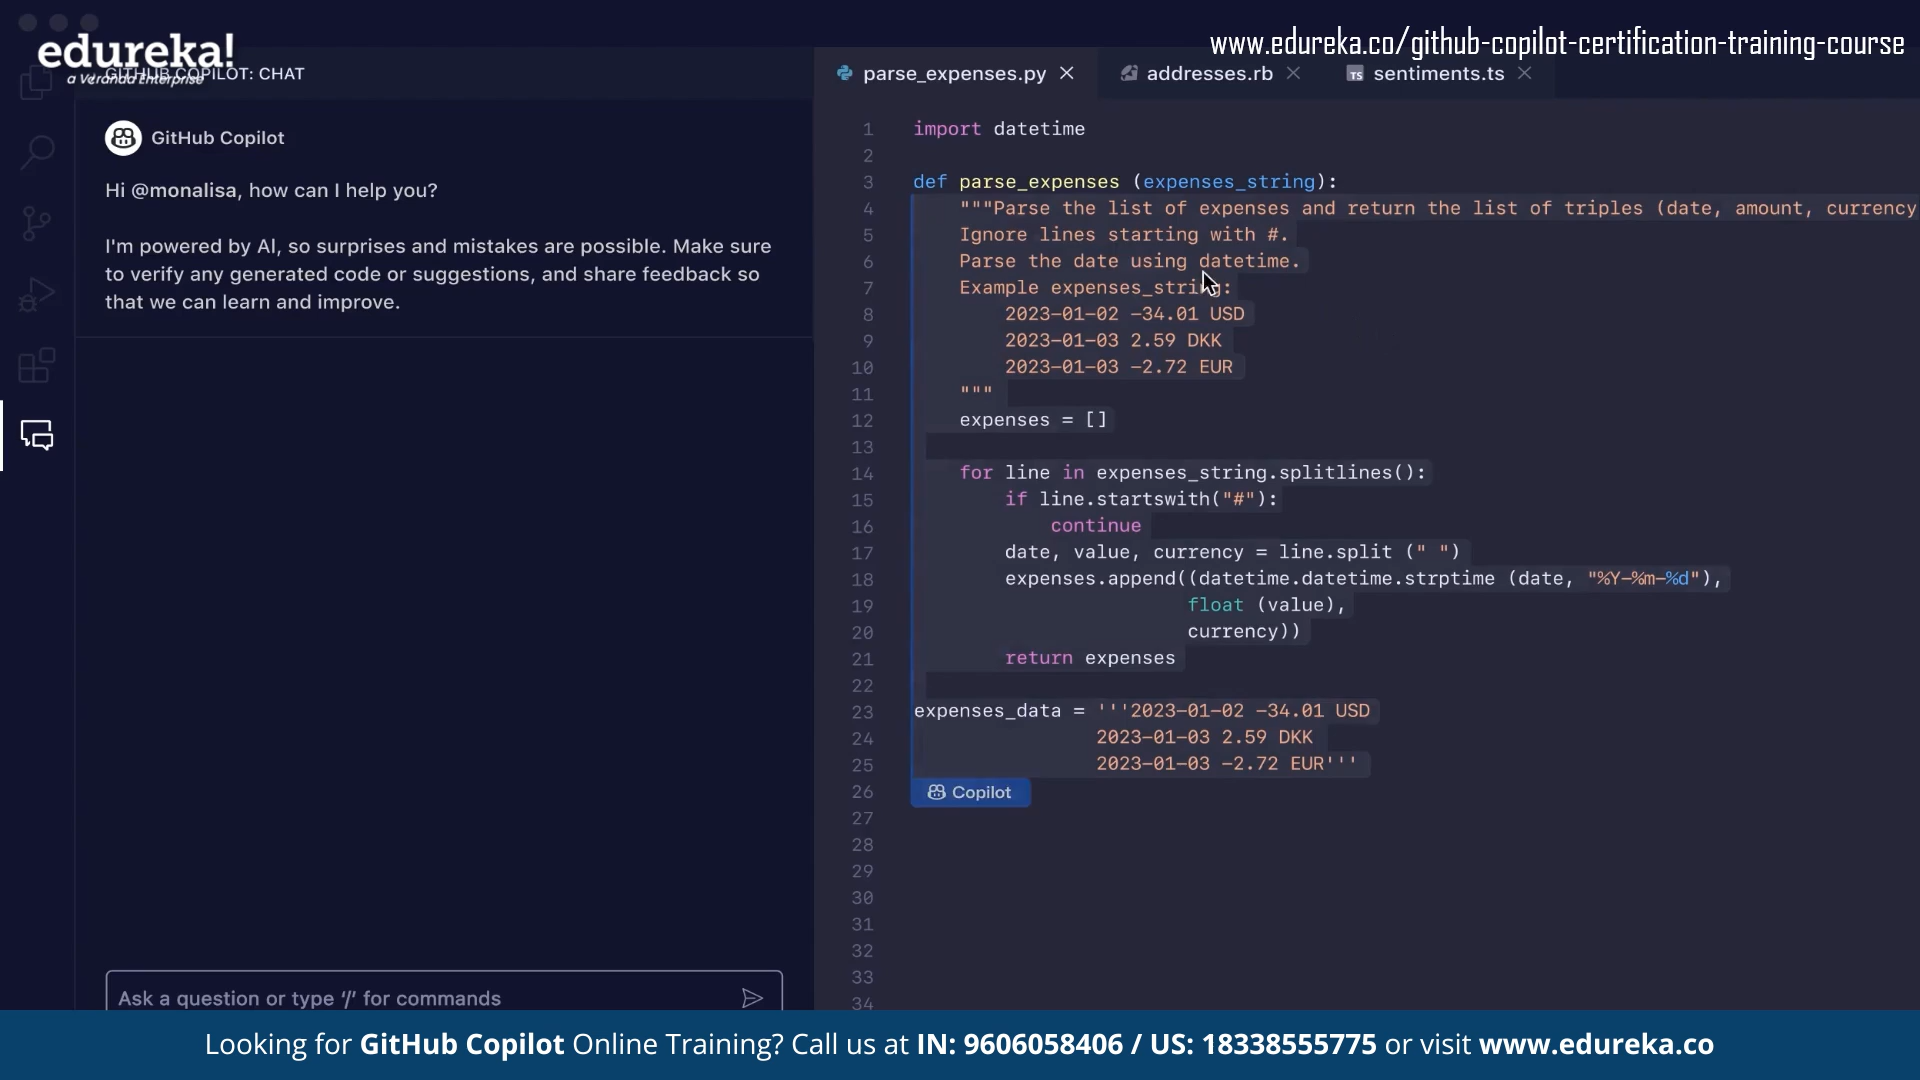 edureka!
a Veranda Enterprise
www.edureka.co/github-copilot-certification-training-course
GITHUB COPILOT: CHAT
GitHub Copilot
Hi @monalisa, how can I help you?
I'm powered by AI, so surprises and mistakes are possible. Make sure
to verify any generated code or suggestions, and share feedback so
that we can learn and improve.
Ask a question or type '/' for commands
parse_expenses.py
addresses.rb
TS sentiments.ts
1 import datetime
2
3 def parse_expenses (expenses_string):
4 """Parse the list of expenses and return the list of triples (date, amount, currency
5 Ignore lines starting with #.
6 Parse the date using datetime.
7 Example expenses_string:
8 2023-01-02 -34.01 USD
9 2023-01-03 2.59 DKK
10 2023-01-03 -2.72 EUR
11 """
12 expenses = []
13
14 for line in expenses_string.splitlines():
15 if line.startswith("#"):
16 continue
17 date, value, currency = line.split (" ")
18 expenses.append((datetime.datetime.strptime (date, "%Y-%m-%d"),
19 float (value),
20 currency))
21 return expenses
22
23 expenses_data = '''2023-01-02 -34.01 USD
24 2023-01-03 2.59 DKK
25 2023-01-03 -2.72 EUR'''
26 Copilot
27
28
29
30
31
32
33
34
Looking for GitHub Copilot Online Training? Call us at IN: 9606058406 / US: 18338555775 or visit www.edureka.co